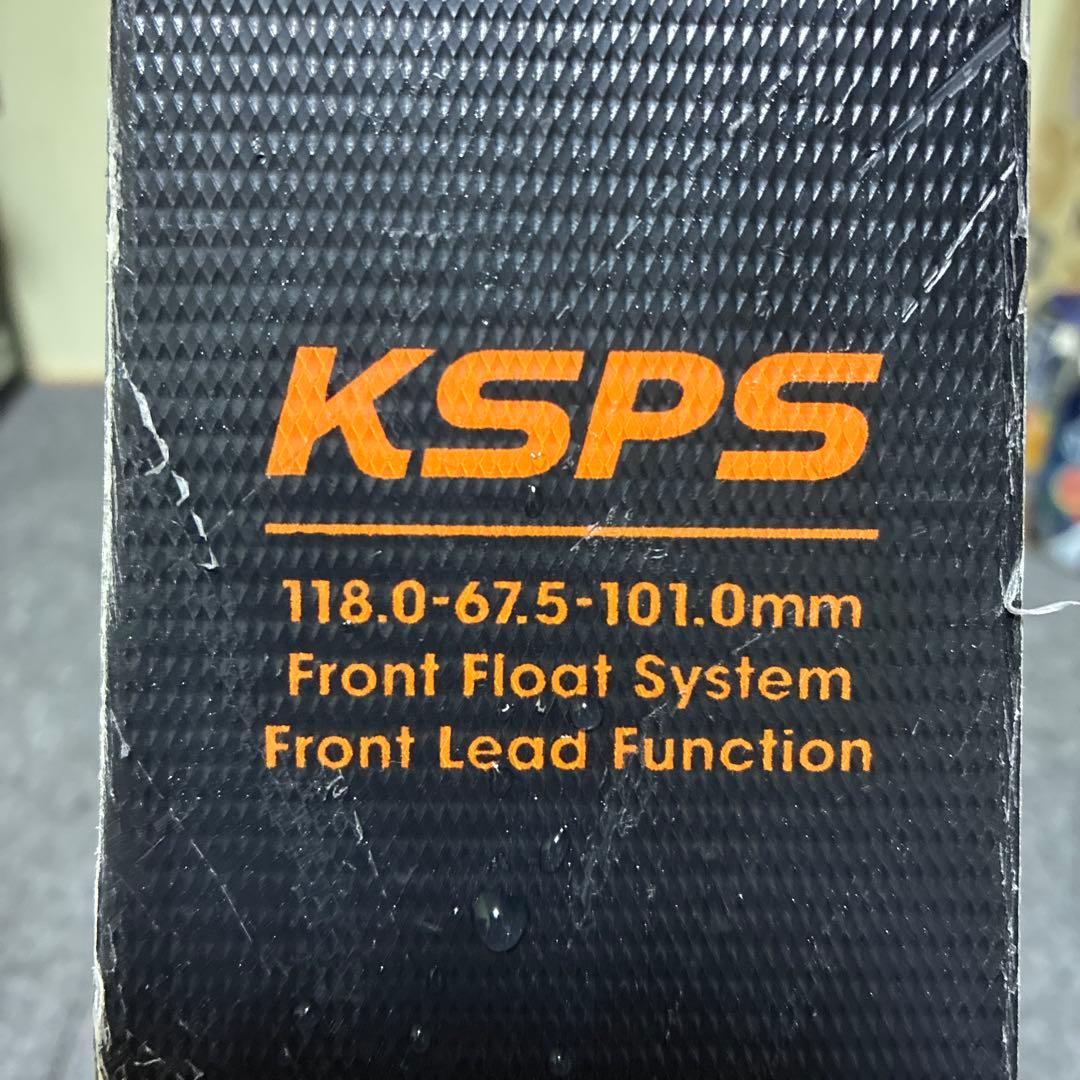 KSPS
118.0-67.5-101.0mm
Front Float System
Front Lead Function